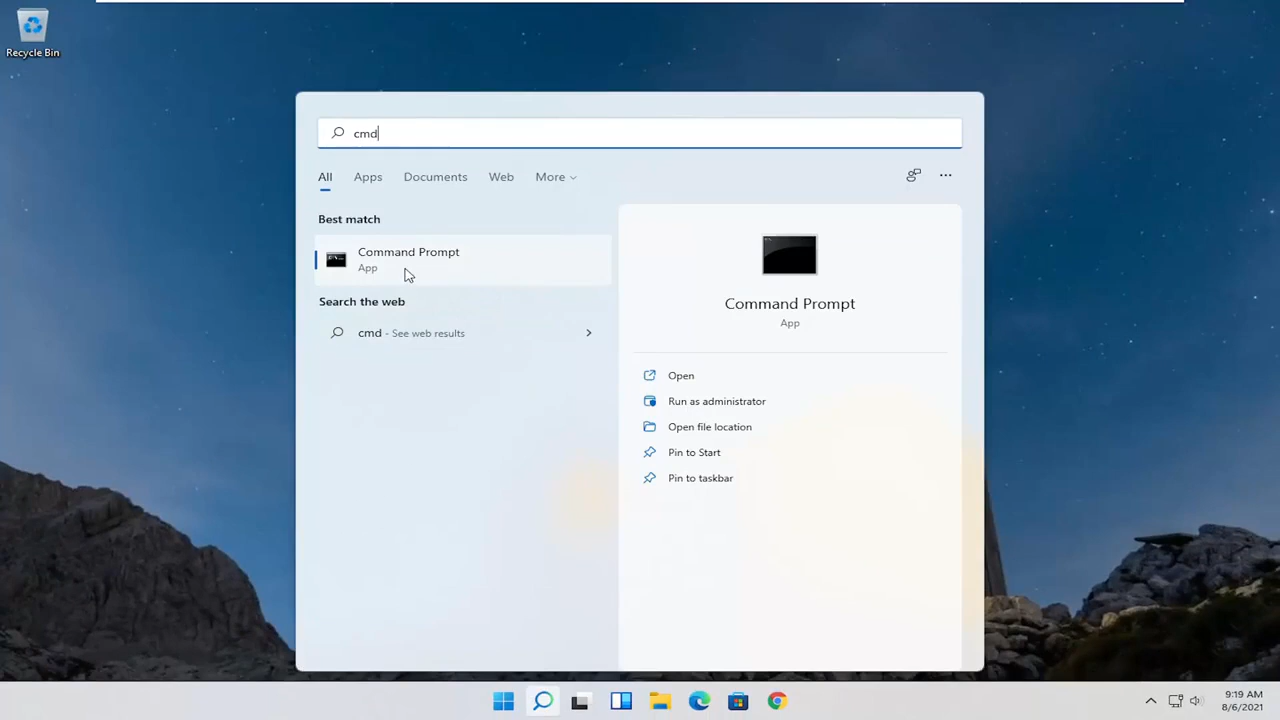 Recycle Bin
cmd
All Apps Documents Web More
Best match
Command Prompt
App
Search the web
cmd - See web results
Command Prompt
App
Open
Run as administrator
Open file location
Pin to Start
Pin to taskbar
9:19 AM
8/6/2021